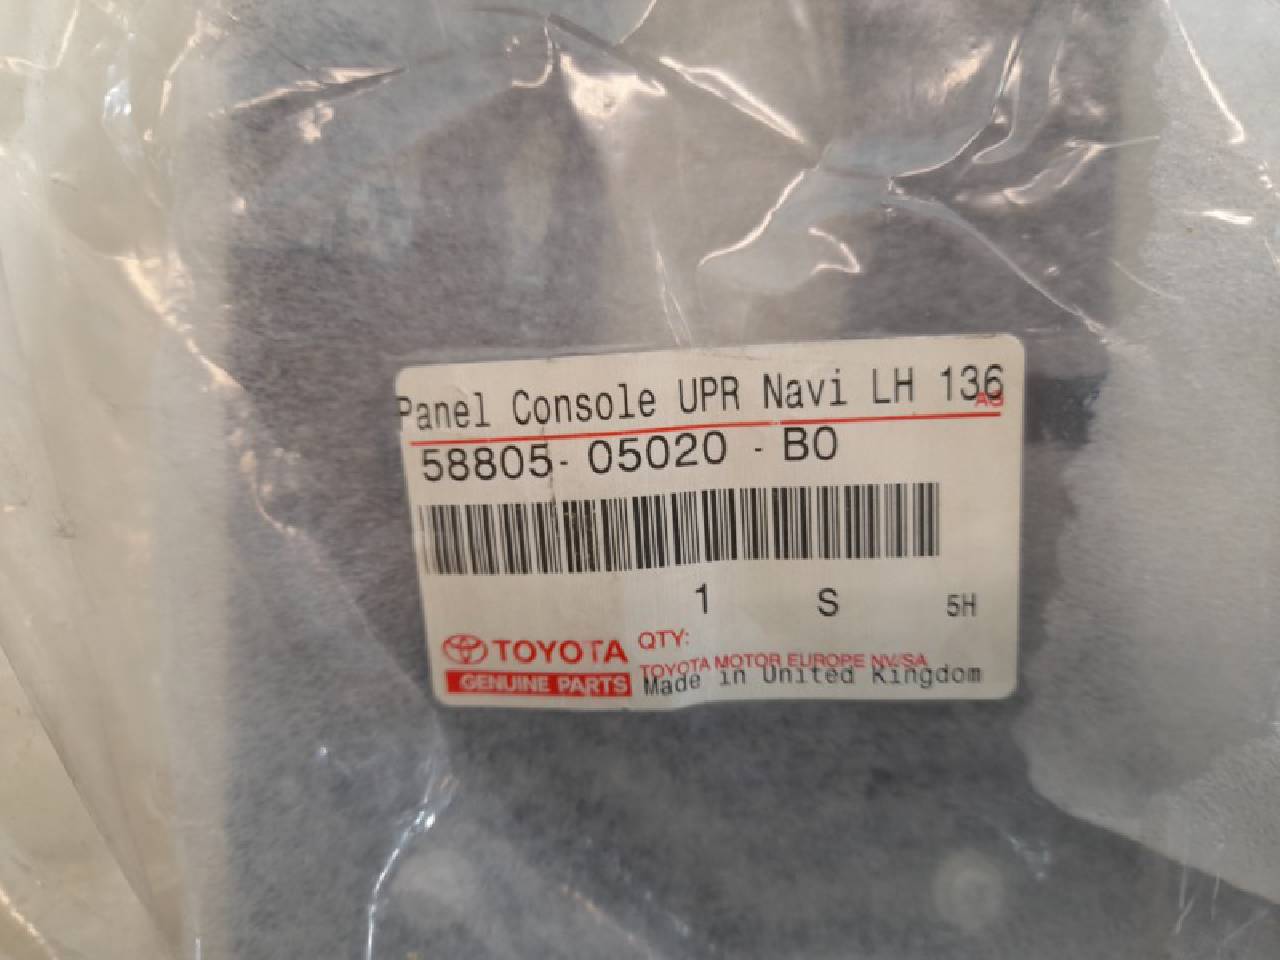 Panel Console UPR Navi LH 136
AG
58805- 05020 - B0
1 S 5H
TOYOTA QTY:
GENUINE PARTS TOYOTA MOTOR EUROPE NV/SA
Made in United Kingdom